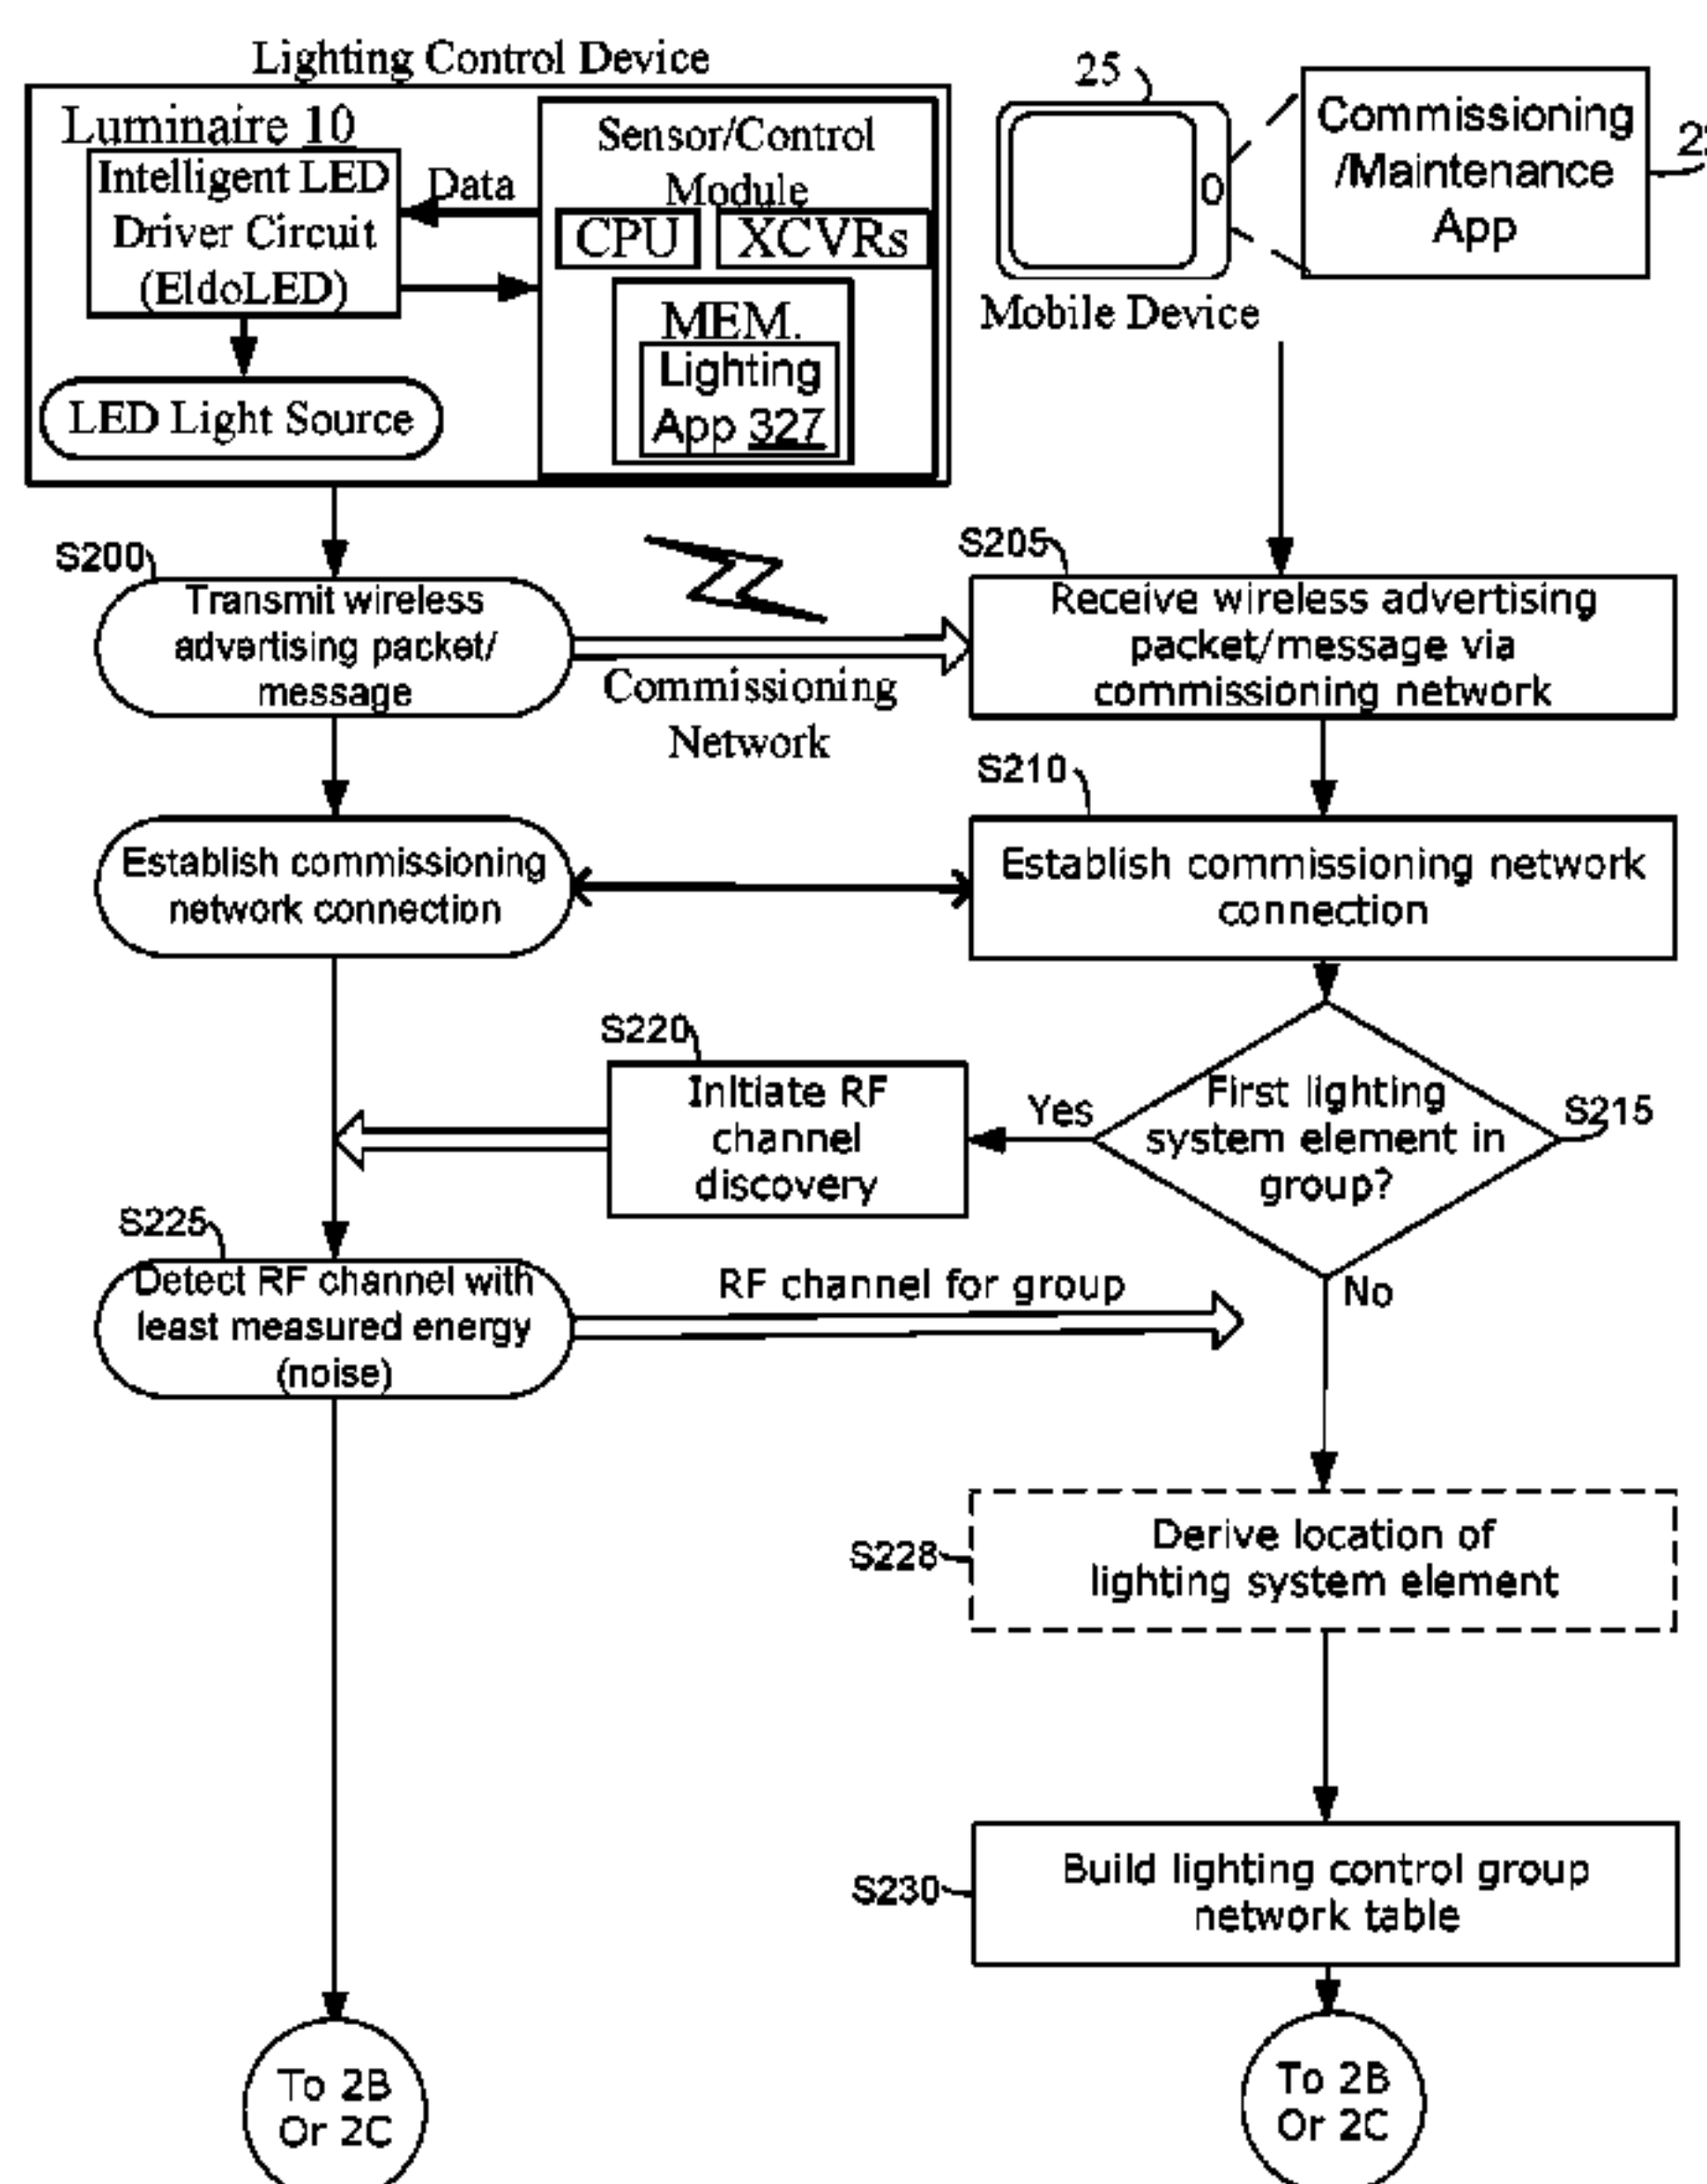 Lighting Control Device
Luminaire 10
Intelligent LED
Driver Circuit
(EldoLED)
Data
Sensor/Control
Module
CPU
XCVRs
MEM.
Lighting
App 327
LED Light Source
25
Mobile Device
Commissioning
/Maintenance
App
S200
Transmit wireless
advertising packet/
message
Commissioning
Network
S205
Receive wireless advertising
packet/message via
commissioning network
Establish commissioning
network connection
S210
Establish commissioning network
connection
S220
Initiate RF
channel
discovery
Yes
First lighting
system element in
group?
S215
No
S225
Detect RF channel with
least measured energy
(noise)
RF channel for group
S228
Derive location of
lighting system element
S230
Build lighting control group
network table
To 2B
Or 2C
To 2B
Or 2C